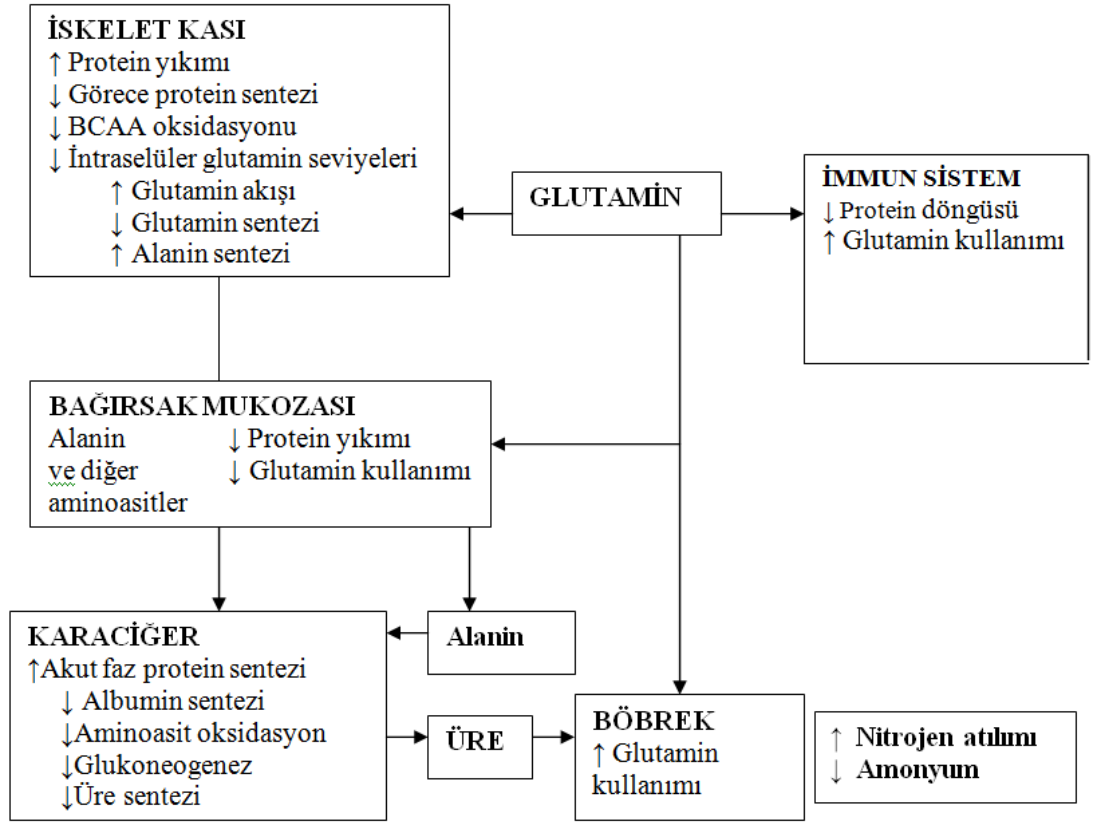 İSKELET KASI
↑ Protein yıkımı
↓ Görece protein sentezi
↓ BCAA oksidasyonu
↓ İntraselüler glutamin seviyeleri
↑ Glutamin akışı
↓ Glutamin sentezi
↑ Alanin sentezi
GLUTAMİN
İMMUN SİSTEM
↓ Protein döngüsü
↑ Glutamin kullanımı
BAĞIRSAK MUKOZASI
Alanin ↓ Protein yıkımı
ve diğer ↓ Glutamin kullanımı
aminoasitler
KARACİĞER
↑Akut faz protein sentezi
↓ Albumin sentezi
↓Aminoasit oksidasyon
↓Glukoneogenez
↓Üre sentezi
Alanin
ÜRE
BÖBREK
↑ Glutamin
kullanımı
↑ Nitrojen atılımı
↓ Amonyum